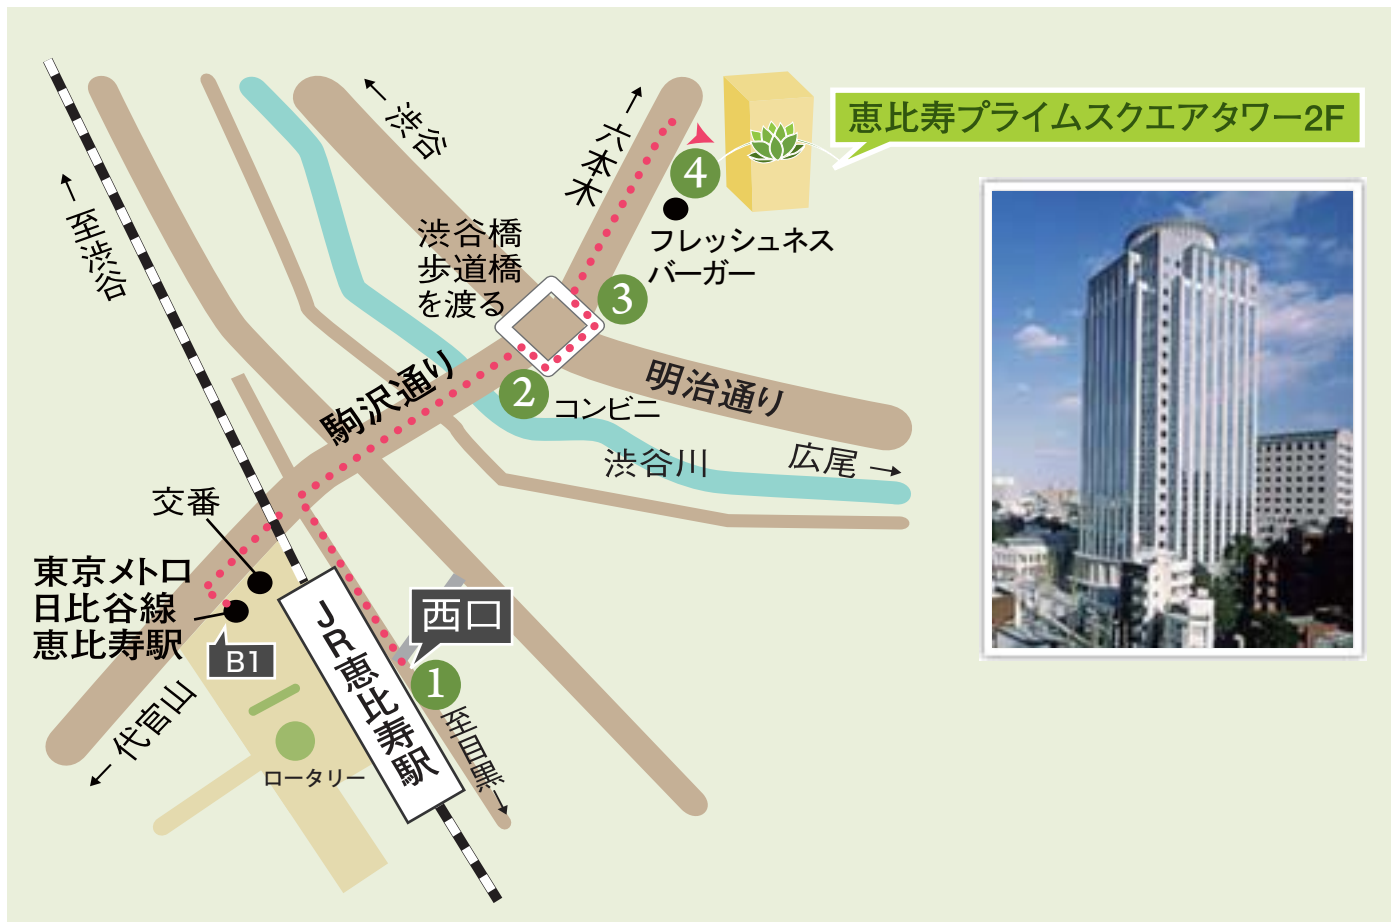 恵比寿プライムスクエアタワー2F
渋谷
六本木
4
至渋谷
フレッシュネス
バーガー
渋谷橋
歩道橋
を渡る
3
明治通り
駒沢通り
2
コンビニ
渋谷川
広尾
交番
東京メトロ
日比谷線
恵比寿駅
B1
西口
1
JR恵比寿駅
至目黒
代官山
ロータリー